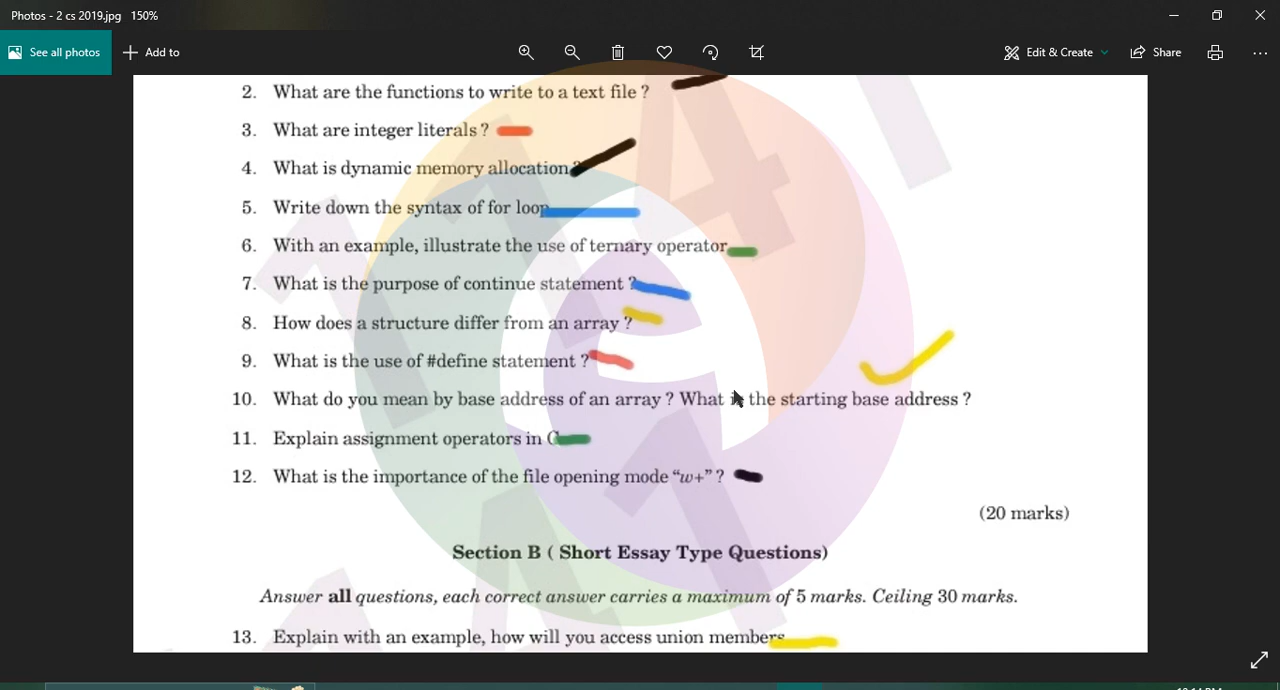 Photos - 2 cs 2019.jpg 150%
See all photos Add to Edit & Create Share
2. What are the functions to write to a text file ?
3. What are integer literals ?
4. What is dynamic memory allocation?
5. Write down the syntax of for loop
6. With an example, illustrate the use of ternary operator
7. What is the purpose of continue statement ?
8. How does a structure differ from an array ?
9. What is the use of #define statement ?
10. What do you mean by base address of an array ? What is the starting base address ?
11. Explain assignment operators in C
12. What is the importance of the file opening mode “w+” ?
(20 marks)
Section B ( Short Essay Type Questions)
Answer all questions, each correct answer carries a maximum of 5 marks. Ceiling 30 marks.
13. Explain with an example, how will you access union members